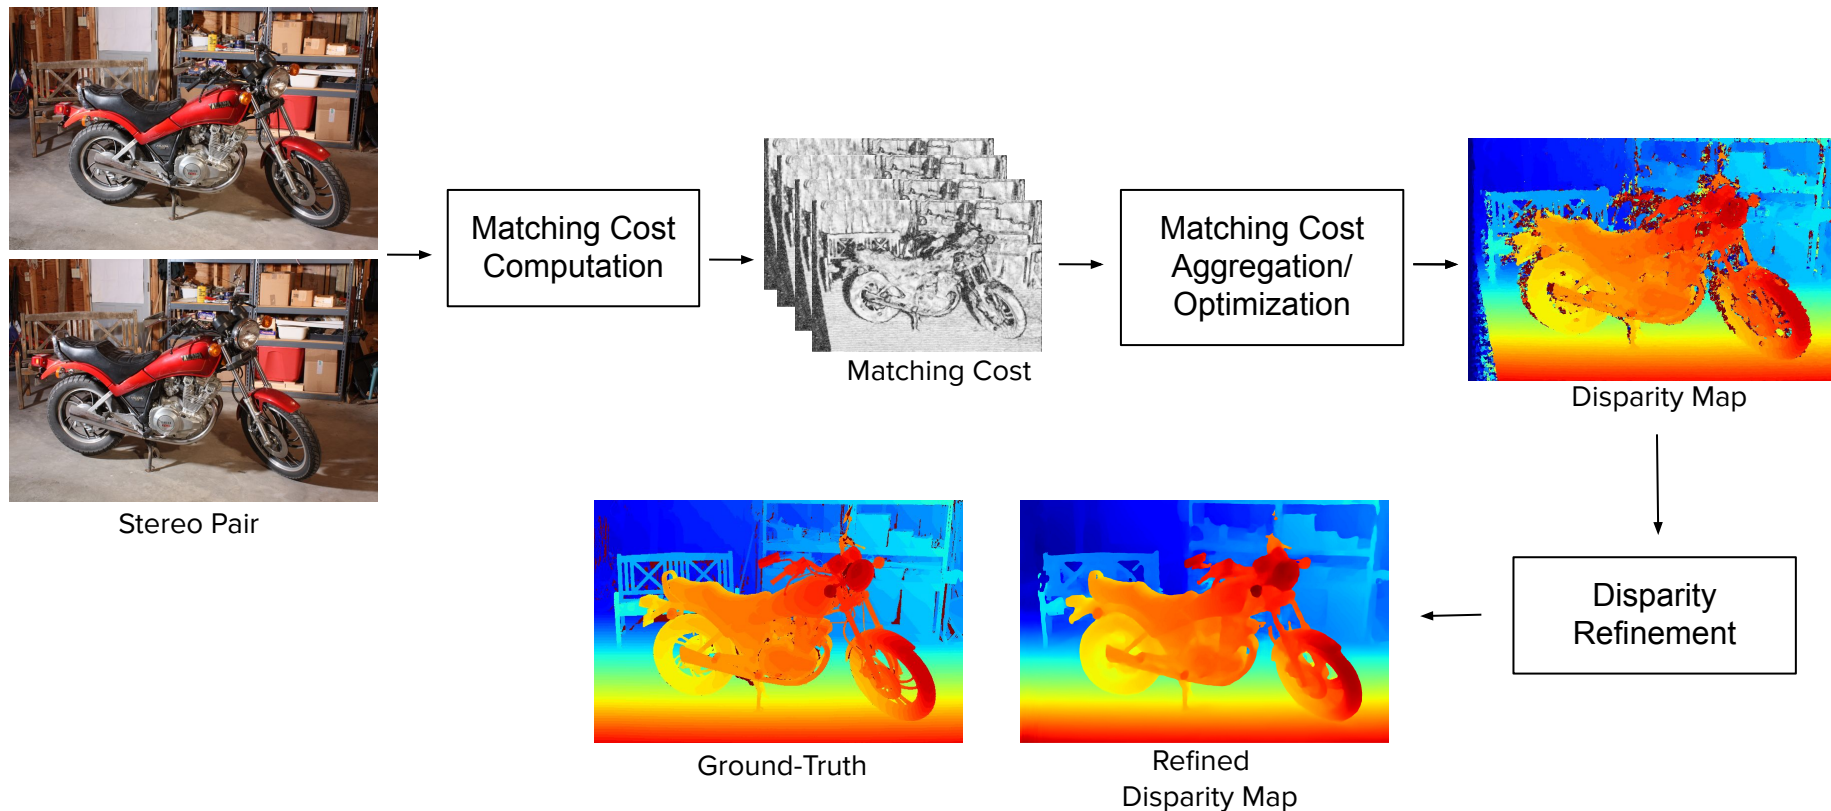 Stereo Pair
Matching Cost
Computation
Matching Cost
Matching Cost
Aggregation/
Optimization
Disparity Map
Disparity
Refinement
Refined
Disparity Map
Ground-Truth